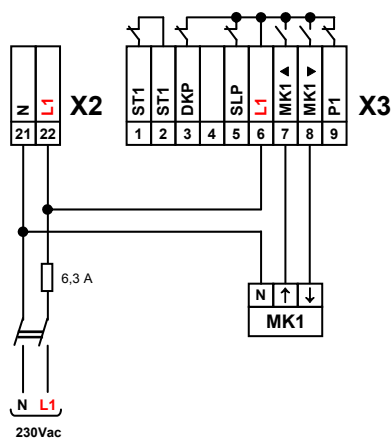 N L1 X2
21 22
ST1 ST1 DKP SLP L1 MK1 ◄ MK1 ► P1 X3
1 2 3 4 5 6 7 8 9
6,3 A
N ↑ ↓
MK1
N L1
230Vac